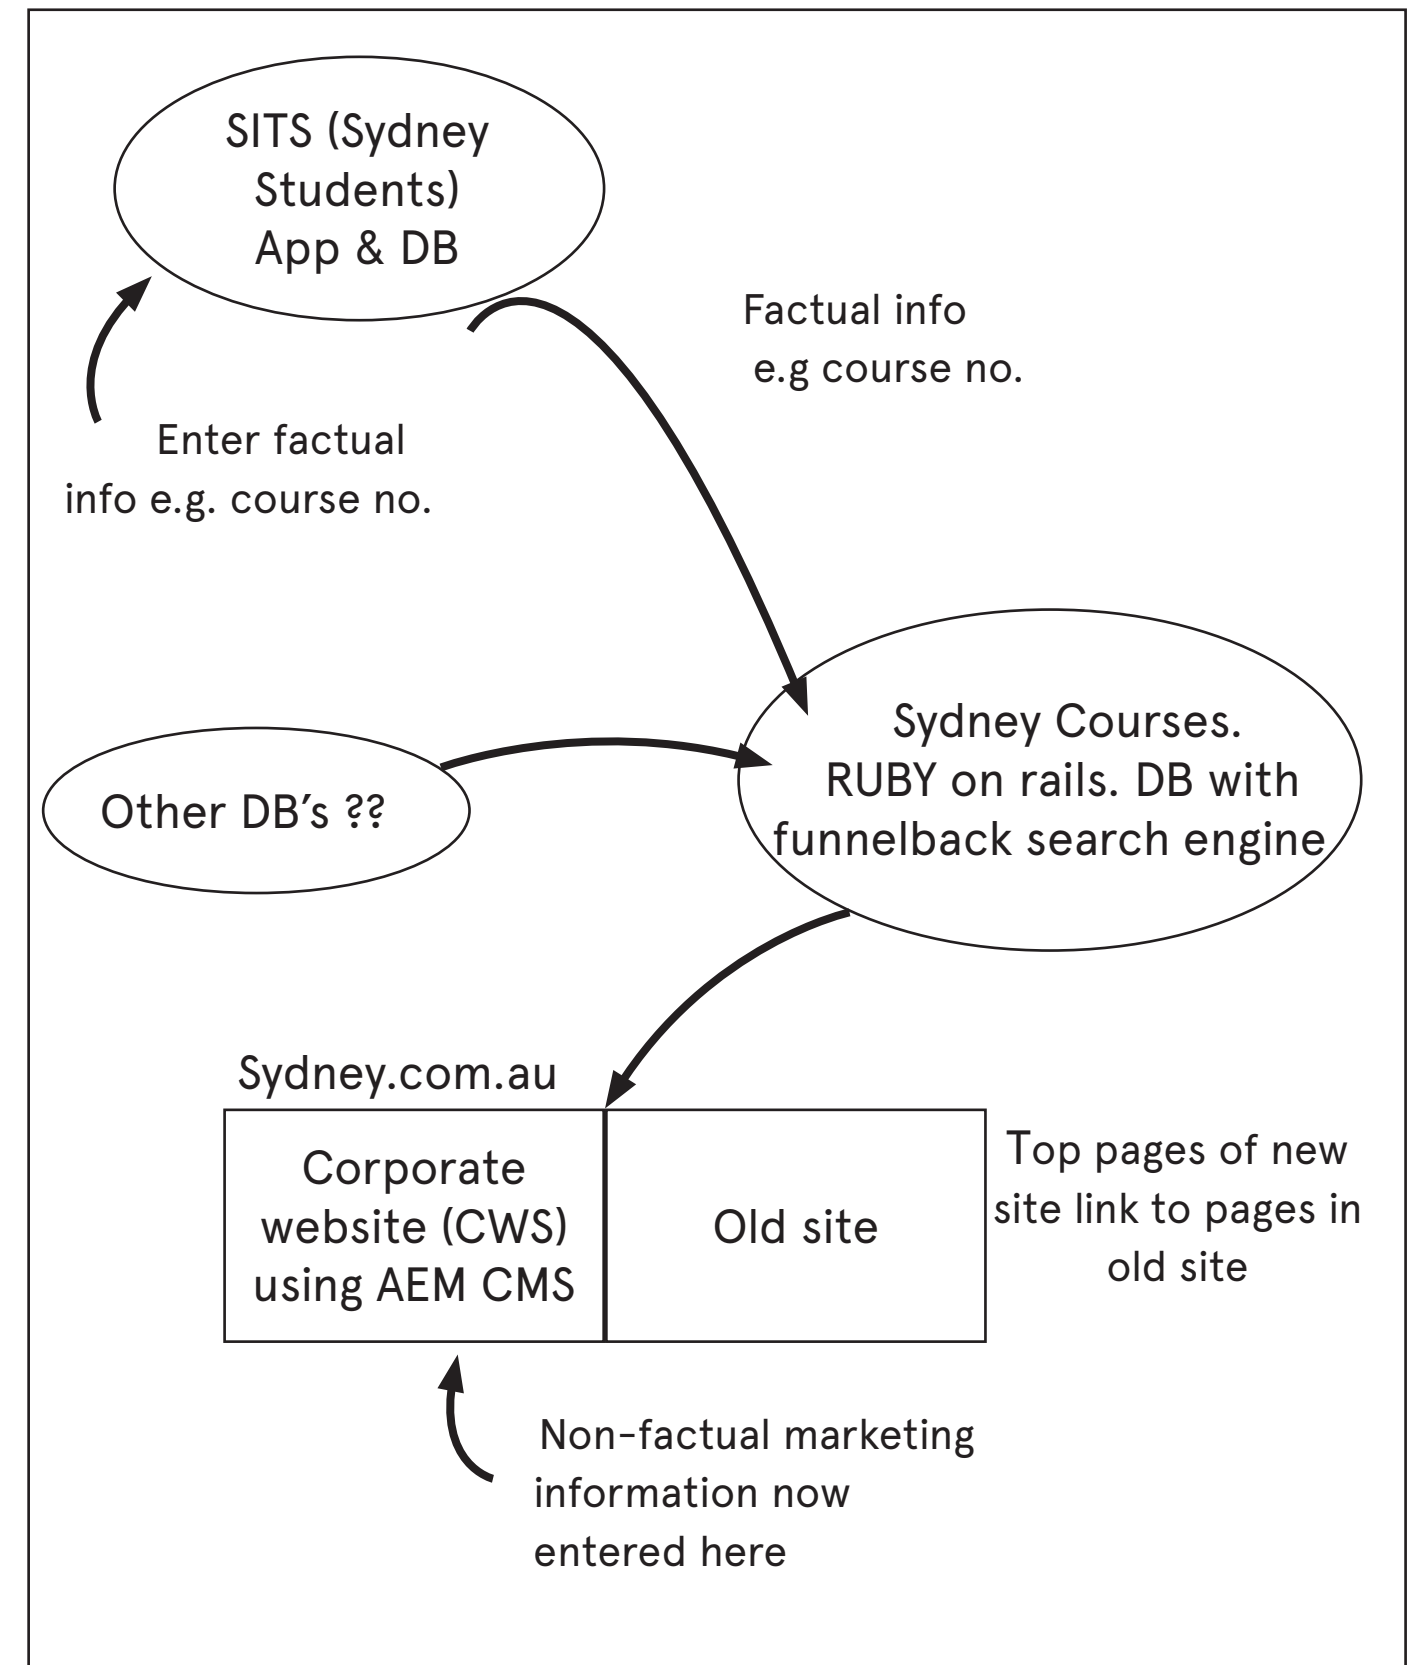 SITS (Sydney
Students)
App & DB
Factual info
e.g course no.
Enter factual
info e.g. course no.
Sydney Courses.
RUBY on rails. DB with
funnelback search engine
Other DB's ??
Sydney.com.au
Corporate
website (CWS)
using AEM CMS
Old site
Top pages of new
site link to pages in
old site
Non-factual marketing
information now
entered here